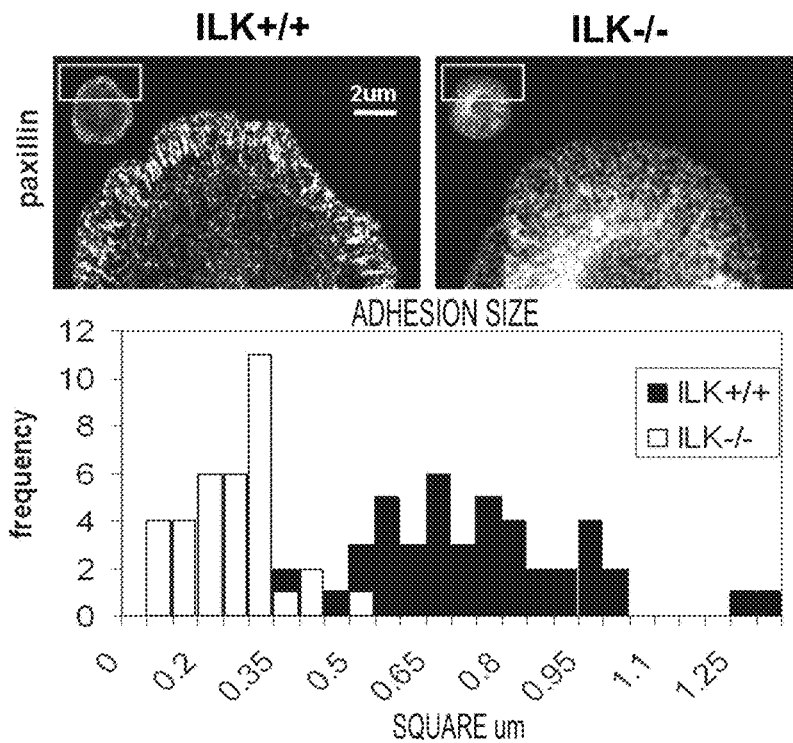 ILK+/+ ILK-/-
paxillin
2um
ADHESION SIZE
12
10
8
6
4
2
0
frequency
ILK+/+
ILK-/-
0 0.2 0.35 0.5 0.65 0.8 0.95 1.1 1.25
SQUARE um